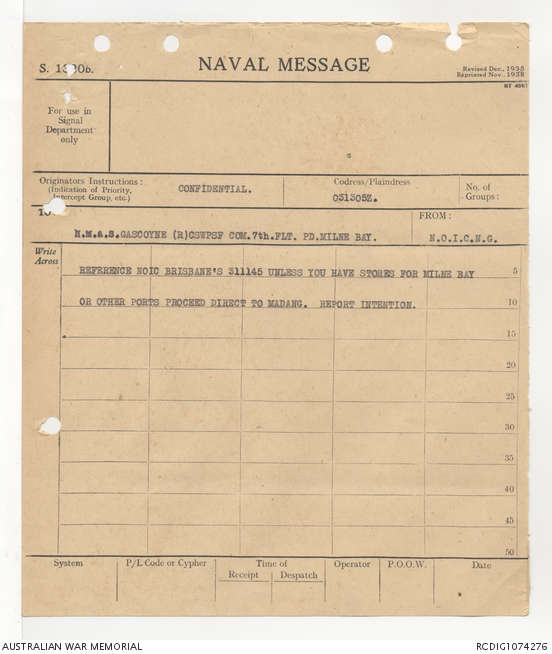 S. 1320b.
NAVAL MESSAGE
Revised Dec., 1935
Reprinted Nov., 1938
For use in
Signal
Department
only
Originators Instructions :
(Indication of Priority,
Intercept Group, etc.)
CONFIDENTIAL.
Codress/Plaindress
031305Z.
No. of
Groups:
TO:
FROM:
H.M.A.S.GASCOYNE (R)CSWPSF COM.7th.FLT. PD.MILNE BAY.
N.O.I.C.N.G.
Write
Across
REFERENCE NOIC BRISBANE'S 311145 UNLESS YOU HAVE STORES FOR MILNE BAY
5
OR OTHER PORTS PROCEED DIRECT TO MADANG. REPORT INTENTION.
10
15
20
25
30
35
40
45
50
System
P/L Code or Cypher
Time of
Receipt
Despatch
Operator
P.O.O.W.
Date
AUSTRALIAN WAR MEMORIAL
RCDIG1074276